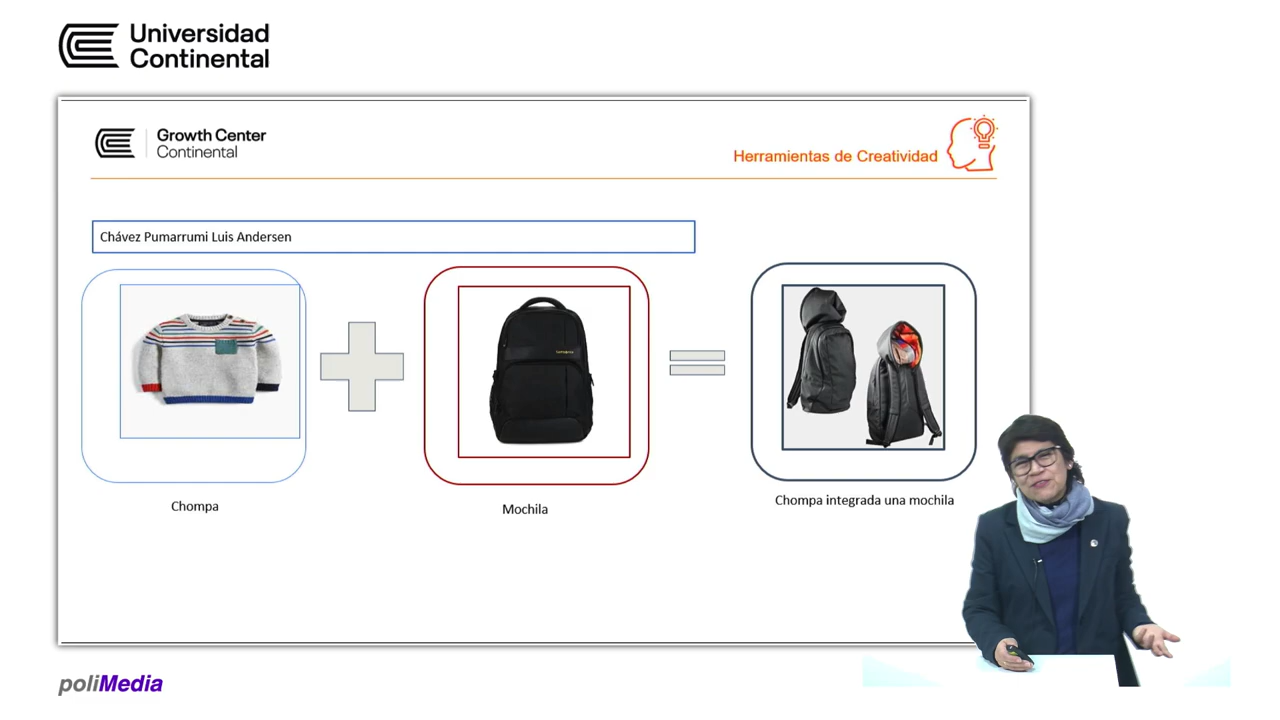 Universidad
Continental
Growth Center
Continental
Herramientas de Creatividad
Chávez Pumarrumi Luis Andersen
Chompa
Mochila
Chompa integrada una mochila
poliMedia